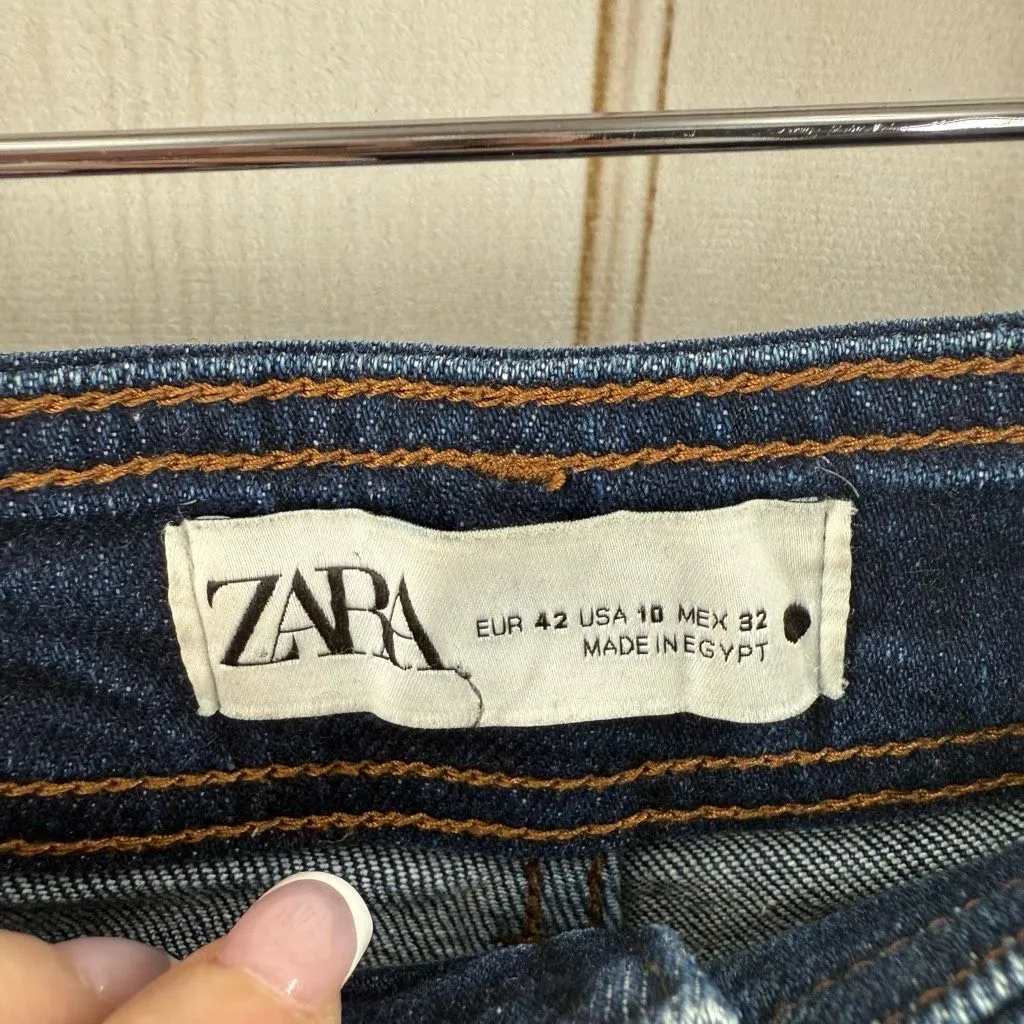 ZARA
EUR 42 USA 10 MEX 32
MADE IN EGYPT